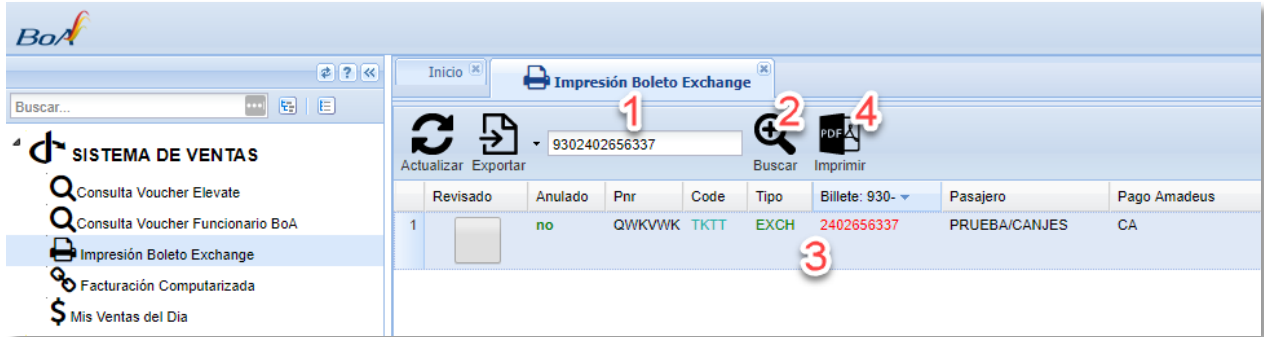 BoA
Inicio
Impresión Boleto Exchange
Buscar...
1
2
4
9302402656337
PDF
Actualizar Exportar Buscar Imprimir
SISTEMA DE VENTAS
Consulta Voucher Elevate
Consulta Voucher Funcionario BoA
Impresión Boleto Exchange
Facturación Computarizada
$ Mis Ventas del Dia
Revisado Anulado Pnr Code Tipo Billete: 930- Pasajero Pago Amadeus
1 no QWKVWK TKTT EXCH 2402656337 PRUEBA/CANJES CA
3